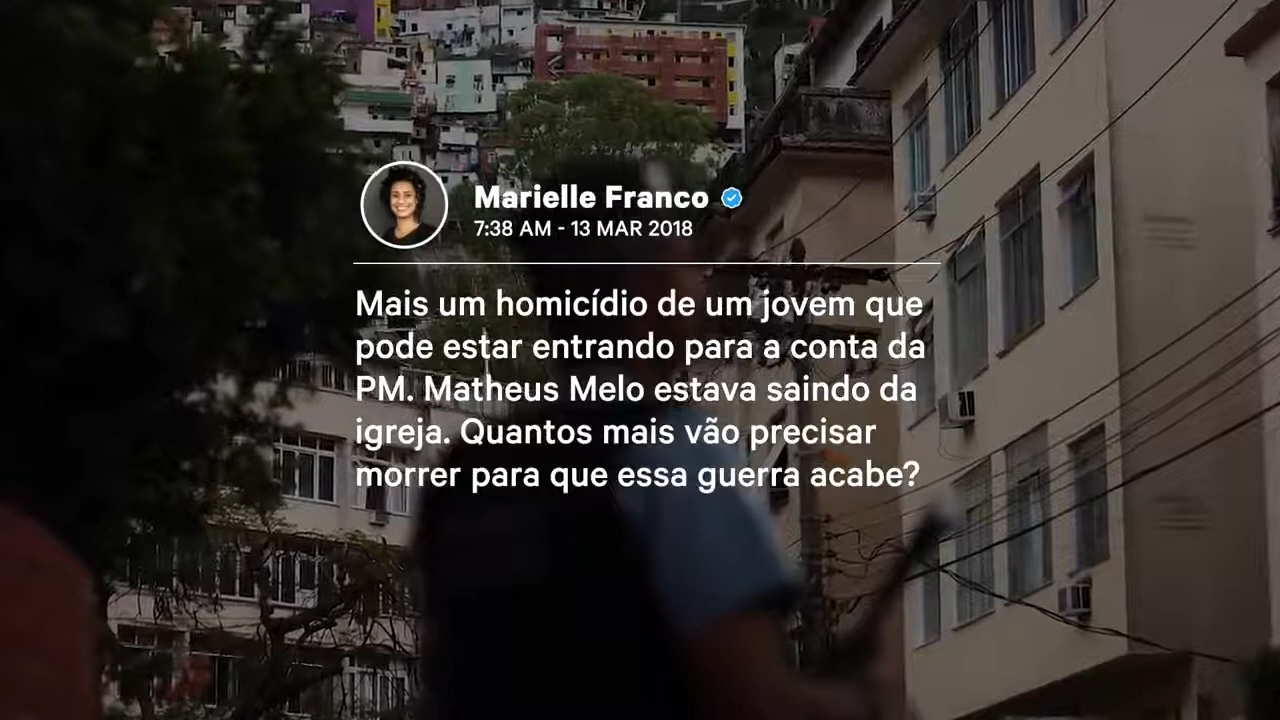 Marielle Franco
7:38 AM - 13 MAR 2018
Mais um homicídio de um jovem que
pode estar entrando para a conta da
PM. Matheus Melo estava saindo da
igreja. Quantos mais vão precisar
morrer para que essa guerra acabe?